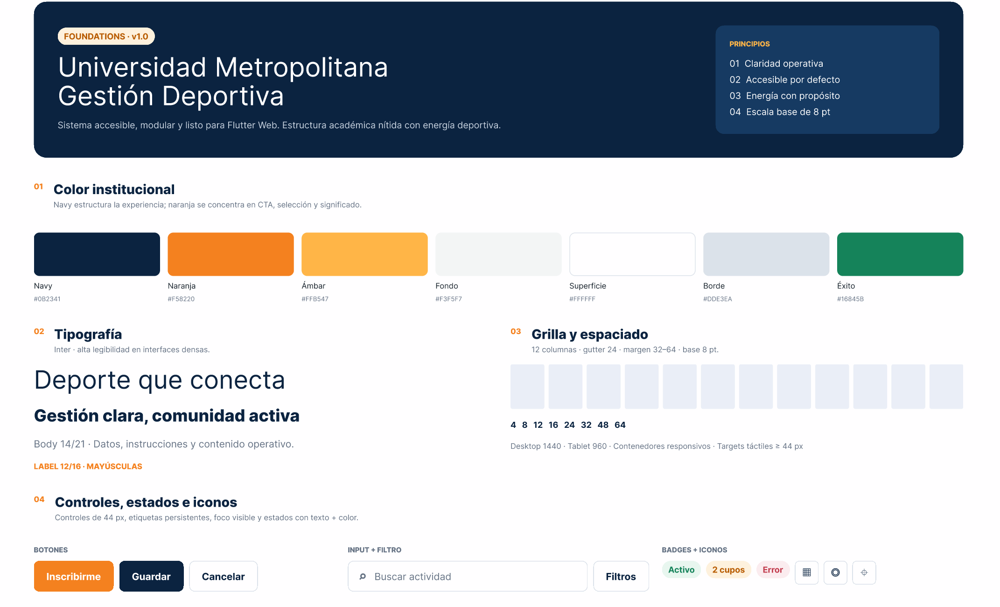 FOUNDATIONS · v1.0
Universidad Metropolitana
Gestión Deportiva
Sistema accesible, modular y listo para Flutter Web. Estructura académica nítida con energía deportiva.
PRINCIPIOS
01 Claridad operativa
02 Accesible por defecto
03 Energía con propósito
04 Escala base de 8 pt
01 Color institucional
Navy estructura la experiencia; naranja se concentra en CTA, selección y significado.
Navy
#0B2341
Naranja
#F58220
Ámbar
#FFB547
Fondo
#F3F5F7
Superficie
#FFFFFF
Borde
#DDE3EA
Éxito
#16845B
02 Tipografía
Inter · alta legibilidad en interfaces densas.
Deporte que conecta
Gestión clara, comunidad activa
Body 14/21 · Datos, instrucciones y contenido operativo.
LABEL 12/16 · MAYÚSCULAS
03 Grilla y espaciado
12 columnas · gutter 24 · margen 32–64 · base 8 pt.
4 8 12 16 24 32 48 64
Desktop 1440 · Tablet 960 · Contenedores responsivos · Targets táctiles ≥ 44 px
04 Controles, estados e iconos
Controles de 44 px, etiquetas persistentes, foco visible y estados con texto + color.
BOTONES
Inscribirme Guardar Cancelar
INPUT + FILTRO
Buscar actividad Filtros
BADGES + ICONOS
Activo 2 cupos Error